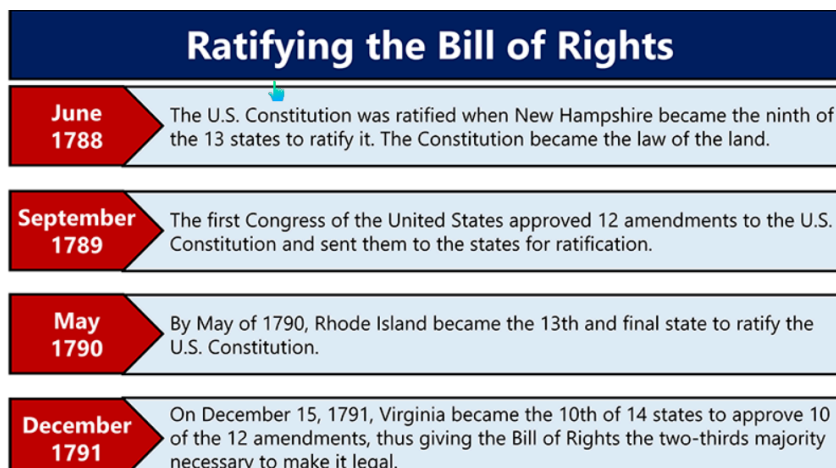 Ratifying the Bill of Rights
June
1788
The U.S. Constitution was ratified when New Hampshire became the ninth of
the 13 states to ratify it. The Constitution became the law of the land.
September
1789
The first Congress of the United States approved 12 amendments to the U.S.
Constitution and sent them to the states for ratification.
May
1790
By May of 1790, Rhode Island became the 13th and final state to ratify the
U.S. Constitution.
December
1791
On December 15, 1791, Virginia became the 10th of 14 states to approve 10
of the 12 amendments, thus giving the Bill of Rights the two-thirds majority
necessary to make it legal.